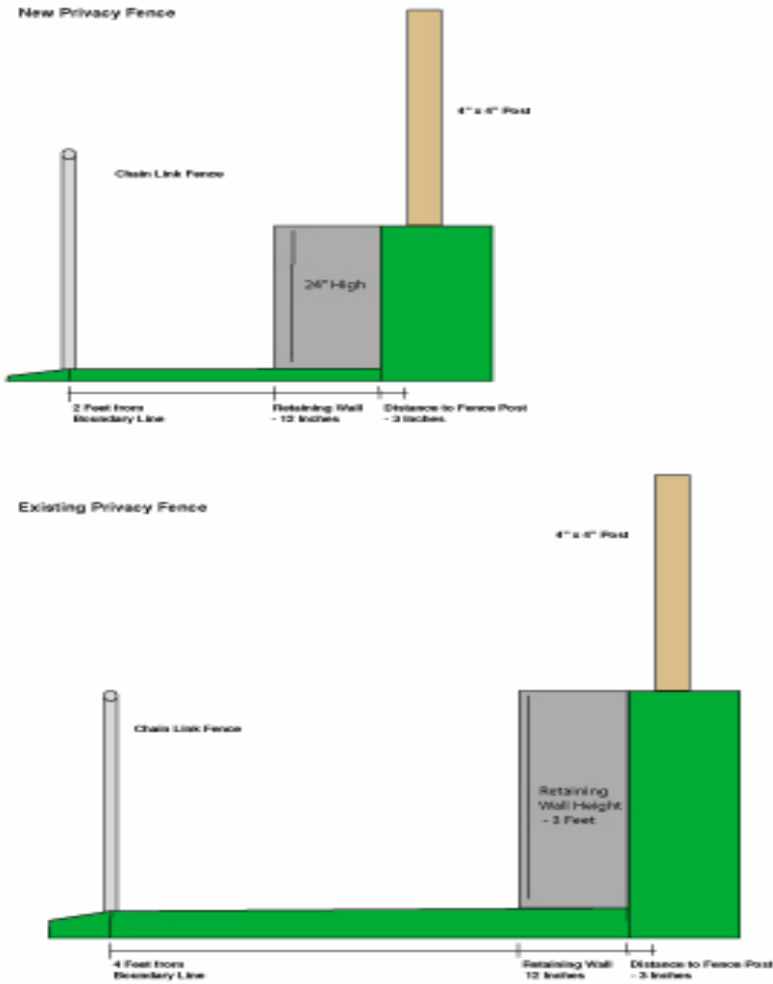 New Privacy Fence
4" x 4" Post
Chain Link Fence
24" High
2 Feet from
Boundary Line
Retaining Wall
- 12 Inches
Distance to Fence Post
- 3 Inches
Existing Privacy Fence
4" x 4" Post
Chain Link Fence
Retaining
Wall Height
- 3 Feet
4 Feet from
Boundary Line
Retaining Wall
12 Inches
Distance to Fence Post
- 3 Inches